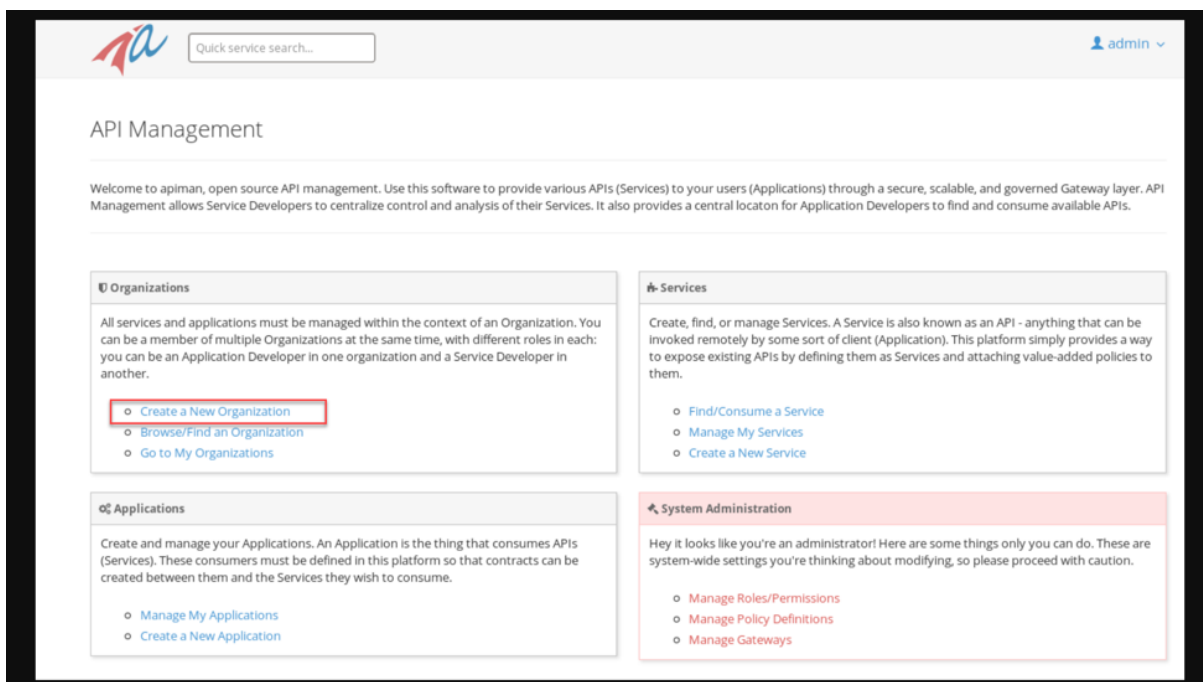 Quick service search...
admin
API Management
Welcome to apiman, open source API management. Use this software to provide various APIs (Services) to your users (Applications) through a secure, scalable, and governed Gateway layer. API
Management allows Service Developers to centralize control and analysis of their Services. It also provides a central locaton for Application Developers to find and consume available APIs.
Organizations
All services and applications must be managed within the context of an Organization. You
can be a member of multiple Organizations at the same time, with different roles in each:
you can be an Application Developer in one organization and a Service Developer in
another.
Create a New Organization
Browse/Find an Organization
Go to My Organizations
Services
Create, find, or manage Services. A Service is also known as an API - anything that can be
invoked remotely by some sort of client (Application). This platform simply provides a way
to expose existing APIs by defining them as Services and attaching value-added policies to
them.
Find/Consume a Service
Manage My Services
Create a New Service
Applications
Create and manage your Applications. An Application is the thing that consumes APIs
(Services). These consumers must be defined in this platform so that contracts can be
created between them and the Services they wish to consume.
Manage My Applications
Create a New Application
System Administration
Hey it looks like you're an administrator! Here are some things only you can do. These are
system-wide settings you're thinking about modifying, so please proceed with caution.
Manage Roles/Permissions
Manage Policy Definitions
Manage Gateways